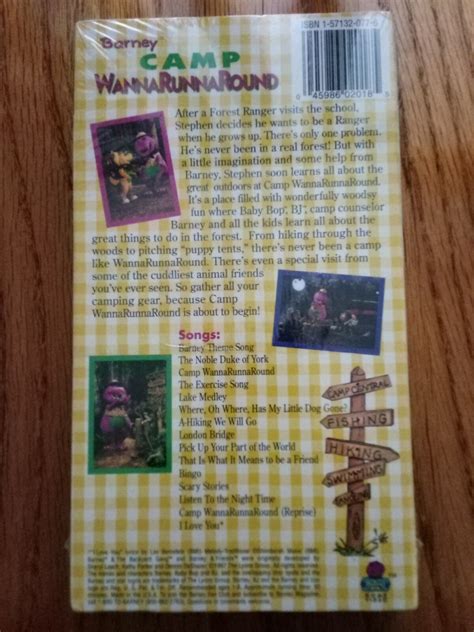 ISBN 1-57132-
Barney™
CAMP
WANNARUNNAROUND
45986 02018
After a Forest Ranger visits the school,
Stephen decides he wants to be a Ranger
when he grows up. There's only one problem.
He's never been in a real forest! But with
a little imagination and some help from
Barney, Stephen soon learns all about the
great outdoors at Camp WannaRunnaRound.
It's a place filled with wonderfully woodsy
fun where Baby Bop, BJ, camp counselor
Barney and all the kids learn all about the
great things to do in the forest. From hiking through the
woods to pitching "puppy tents," there's never been a camp
like WannaRunnaRound. There's even a special visit from
some of the cuddliest animal friends
you've ever seen. So gather all your
camping gear, because Camp
WannaRunnaRound is about to begin!
Songs:
Barney Theme Song
The Noble Duke of York
Camp WannaRunnaRound
The Exercise Song
Lake Medley
Where, Oh Where, Has My Little Dog Gone?
A-Hiking We Will Go
London Bridge
Pick Up Your Part of the World
That Is What It Means to be a Friend
Bingo
Scary Stories
Listen To the Night Time
Camp WannaRunnaRound (Reprise)
I Love You*
CAMP CENTRAL
FISHING
HIKING
SWIMMING